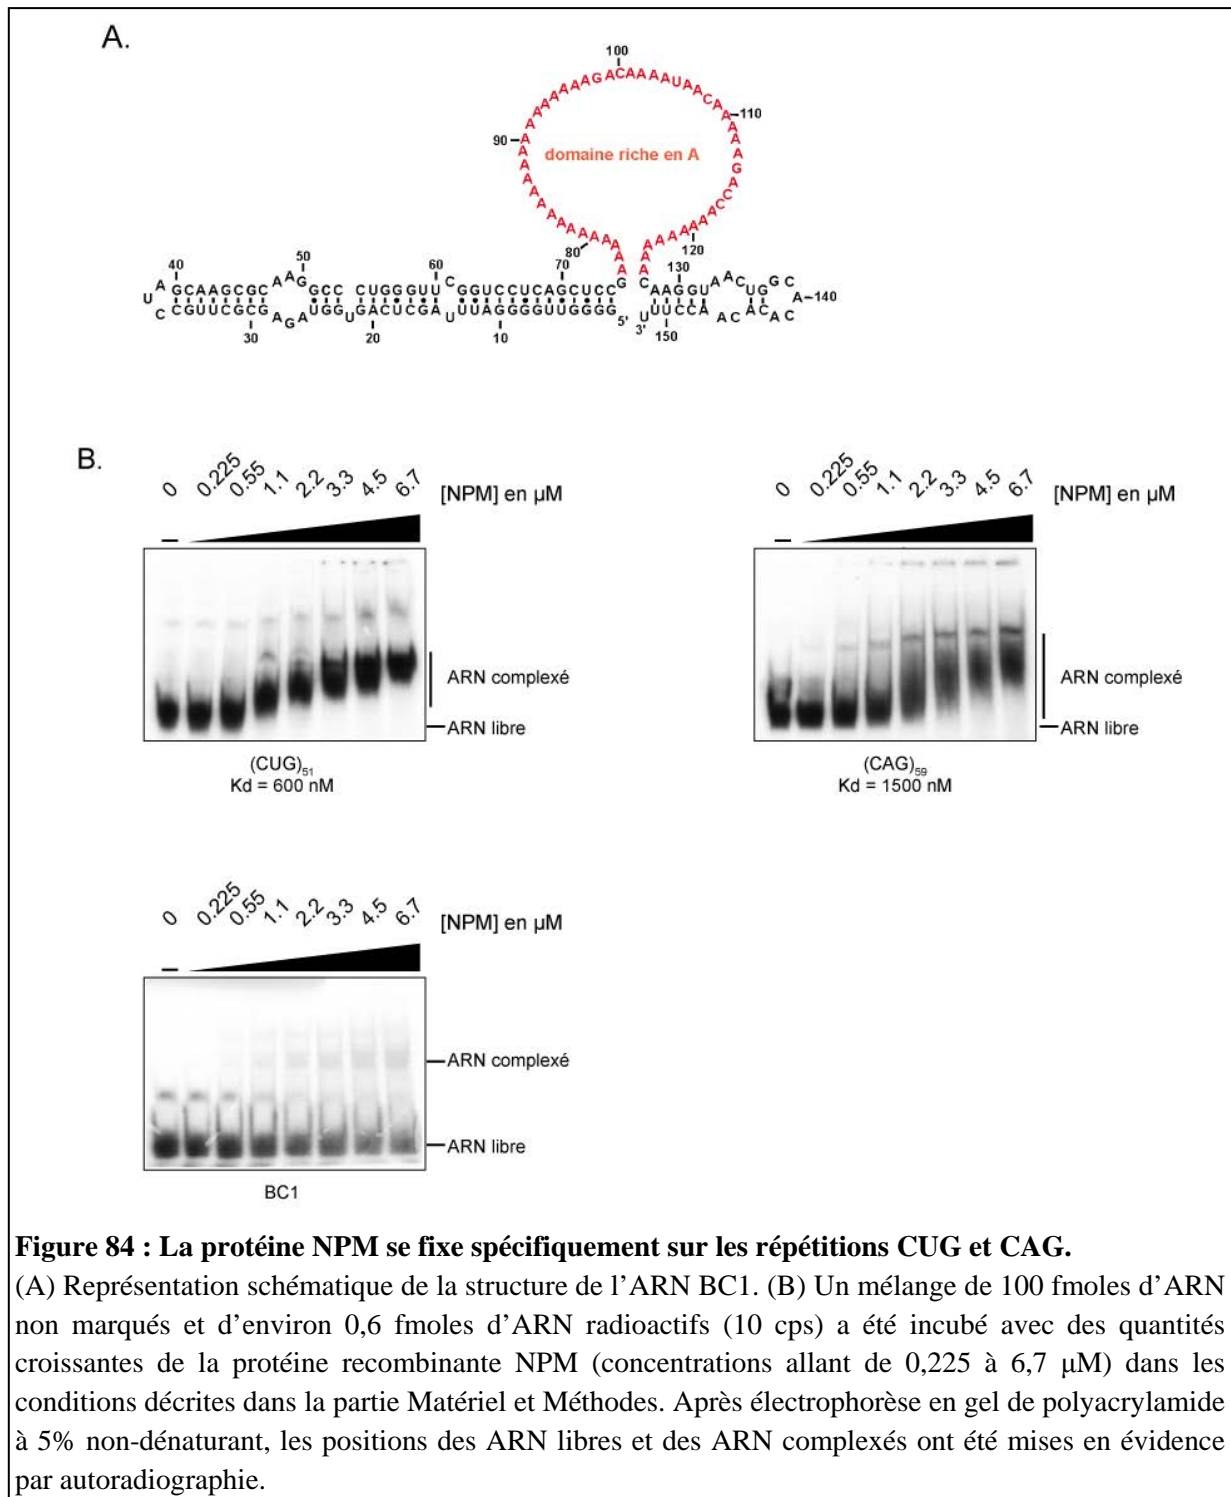 A.
100
110
90
domaine riche en A
80
120
40
50
60
70
130
A-140
30
20
10
5'
3'
150
B.
0 0.225 0.55 1.1 2.2 3.3 4.5 6.7 [NPM] en µM
ARN complexé
ARN libre
(CUG)51
Kd = 600 nM
0 0.225 0.55 1.1 2.2 3.3 4.5 6.7 [NPM] en µM
ARN complexé
ARN libre
(CAG)59
Kd = 1500 nM
0 0.225 0.55 1.1 2.2 3.3 4.5 6.7 [NPM] en µM
ARN complexé
ARN libre
BC1
Figure 84 : La protéine NPM se fixe spécifiquement sur les répétitions CUG et CAG.
(A) Représentation schématique de la structure de l'ARN BC1. (B) Un mélange de 100 fmoles d'ARN
non marqués et d'environ 0,6 fmoles d'ARN radioactifs (10 cps) a été incubé avec des quantités
croissantes de la protéine recombinante NPM (concentrations allant de 0,225 à 6,7 µM) dans les
conditions décrites dans la partie Matériel et Méthodes. Après électrophorèse en gel de polyacrylamide
à 5% non-dénaturant, les positions des ARN libres et des ARN complexés ont été mises en évidence
par autoradiographie.